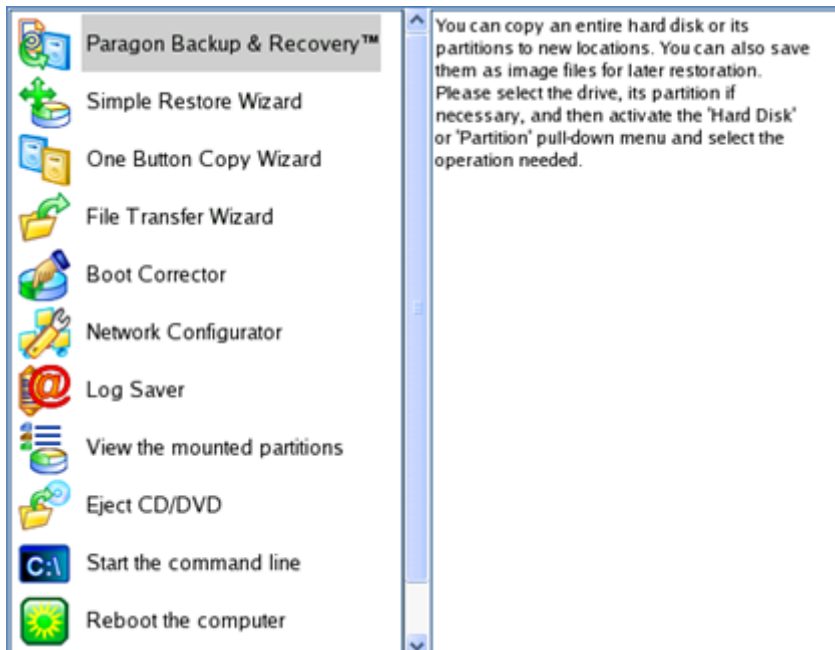 Paragon Backup & Recovery™
Simple Restore Wizard
One Button Copy Wizard
File Transfer Wizard
Boot Corrector
Network Configurator
@
Log Saver
View the mounted partitions
Eject CD/DVD
C:\
Start the command line
Reboot the computer
You can copy an entire hard disk or its
partitions to new locations. You can also save
them as image files for later restoration.
Please select the drive, its partition if
necessary, and then activate the 'Hard Disk'
or 'Partition' pull-down menu and select the
operation needed.